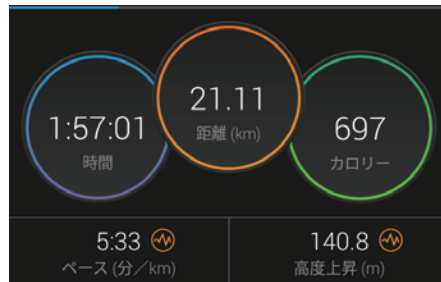 1:57:01
時間
21.11
距離 (km)
697
カロリー
5:33
ペース (分／km)
140.8
高度上昇 (m)